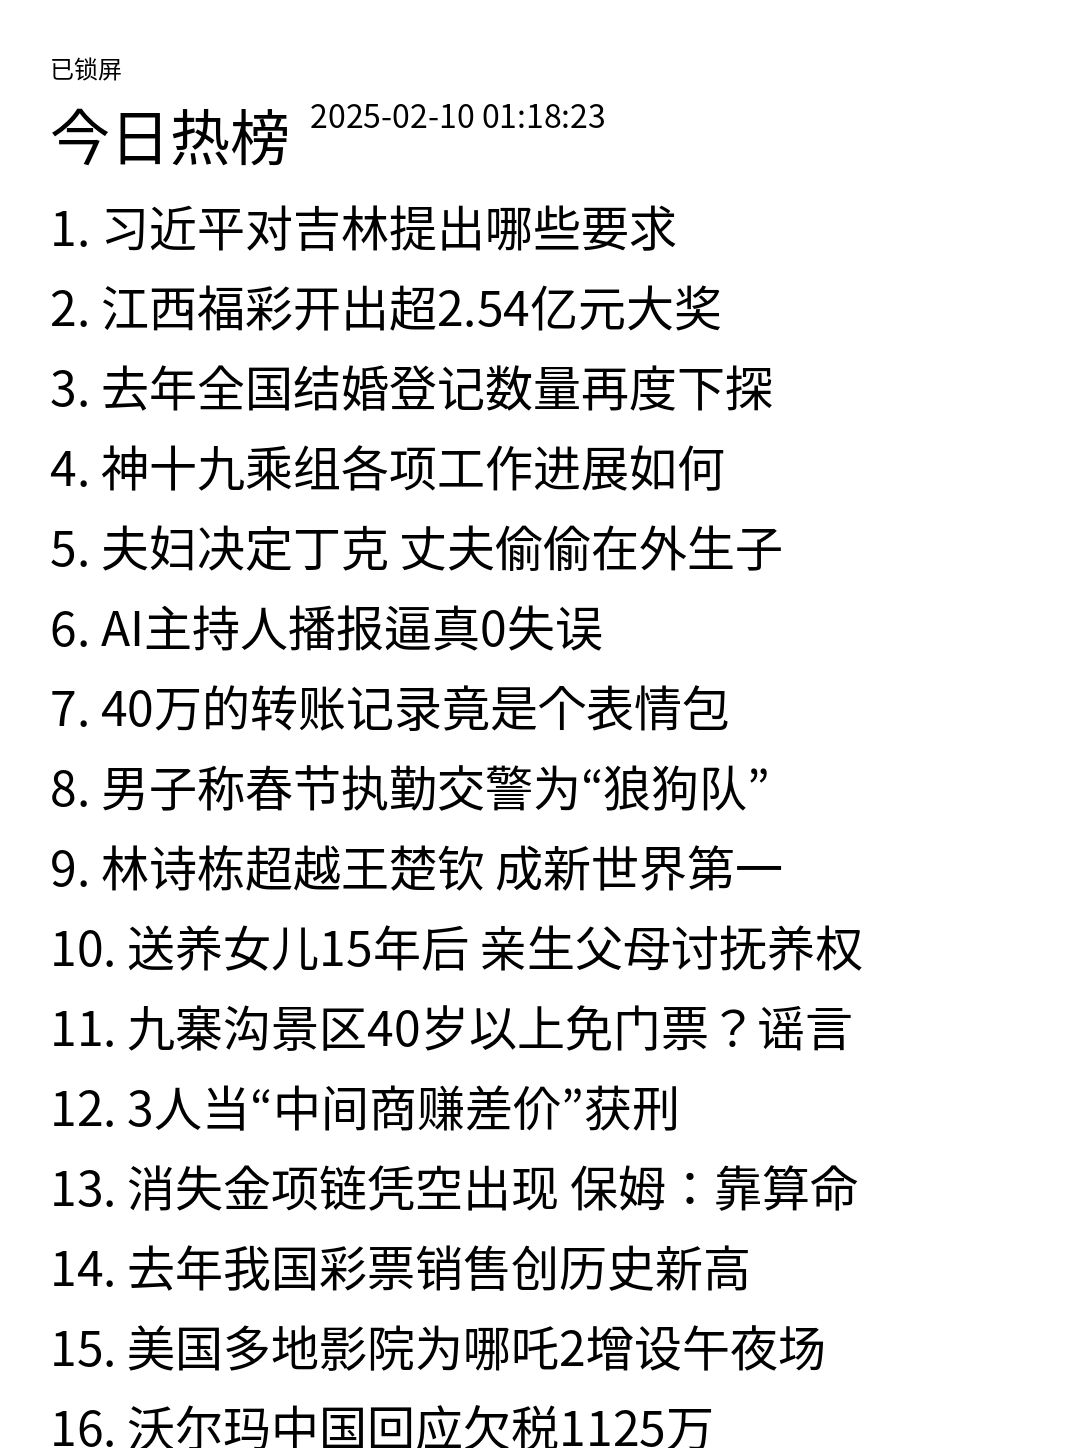 已锁屏
今日热榜 2025-02-10 01:18:23
1. 习近平对吉林提出哪些要求
2. 江西福彩开出超2.54亿元大奖
3. 去年全国结婚登记数量再度下探
4. 神十九乘组各项工作进展如何
5. 夫妇决定丁克 丈夫偷偷在外生子
6. AI主持人播报逼真0失误
7. 40万的转账记录竟是个表情包
8. 男子称春节执勤交警为“狼狗队”
9. 林诗栋超越王楚钦 成新世界第一
10. 送养女儿15年后 亲生父母讨抚养权
11. 九寨沟景区40岁以上免门票？谣言
12. 3人当“中间商赚差价”获刑
13. 消失金项链凭空出现 保姆：靠算命
14. 去年我国彩票销售创历史新高
15. 美国多地影院为哪吒2增设午夜场
16. 沃尔玛中国回应欠税1125万